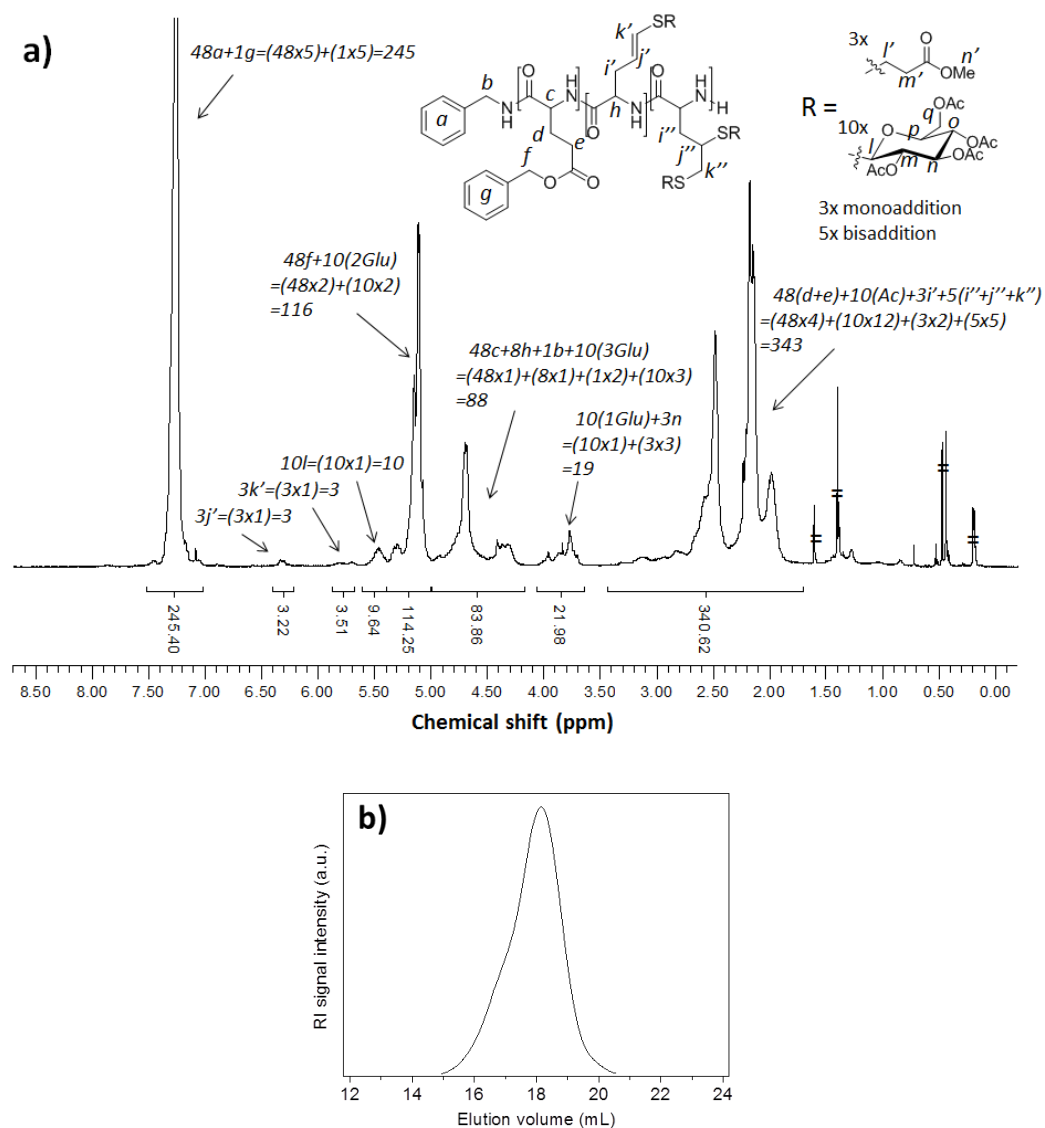 a)
48a+1g=(48x5)+(1x5)=245
SR
k'
j'
i'
3x
l'
m'
O
OMe
n'
R =
10x
OAc
q
o
p
O
OAc
l
m
n
AcO
OAc
3x monoaddition
5x bisaddition
b
N
H
O
H
N
c
h
O
H
a
d
e
f
g
O
O
i''
j''
SR
RS
k''
48f+10(2Glu)
=(48x2)+(10x2)
=116
48c+8h+1b+10(3Glu)
=(48x1)+(8x1)+(1x2)+(10x3)
=88
48(d+e)+10(Ac)+3i'+5(i''+j''+k'')
=(48x4)+(10x12)+(3x2)+(5x5)
=343
10(1Glu)+3n
=(10x1)+(3x3)
=19
10l=(10x1)=10
3k'=(3x1)=3
3j'=(3x1)=3
245.40
3.22
3.51
9.64
114.25
83.86
21.98
340.62
8.50 8.00 7.50 7.00 6.50 6.00 5.50 5.00 4.50 4.00 3.50 3.00 2.50 2.00 1.50 1.00 0.50 0.00
Chemical shift (ppm)
b)
RI signal intensity (a.u.)
12 14 16 18 20 22 24
Elution volume (mL)